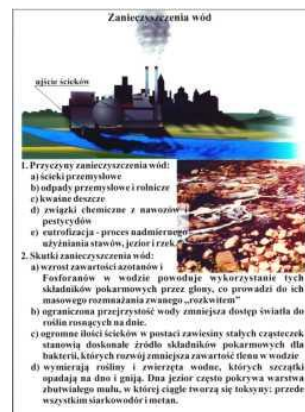 Zanieczyszczenia wód
ujście ścieków
1. Przyczyny zanieczyszczenia wód:
a) ścieki przemysłowe
b) odpady przemysłowe i rolnicze
c) kwaśne deszcze
d) związki chemiczne z nawozów i
pestycydów
e) eutrofizacja - proces nadmiernego
użyźniania stawów, jezior i rzek
2. Skutki zanieczyszczenia wód:
a) wzrost zawartości azotanów i
Fosforanów w wodzie powoduje wykorzystanie tych
składników pokarmowych przez glony, co prowadzi do ich
masowego rozmnażania zwanego „rozkwitem”
b) ograniczona przejrzystość wody zmniejsza dostęp światła do
roślin rosnących na dnie.
c) ogromne ilości ścieków w postaci zawiesiny stałych cząsteczek
stanowią doskonałe źródło składników pokarmowych dla
bakterii, których rozwój zmniejsza zawartość tlenu w wodzie
d) wymierają rośliny i zwierzęta wodne, których szczątki
opadają na dno i gniją. Dna jezior często pokrywa warstwa
zbutwiałego mułu, w której ciągle tworzą się toksyny: przede
wszystkim siarkowodór i metan.